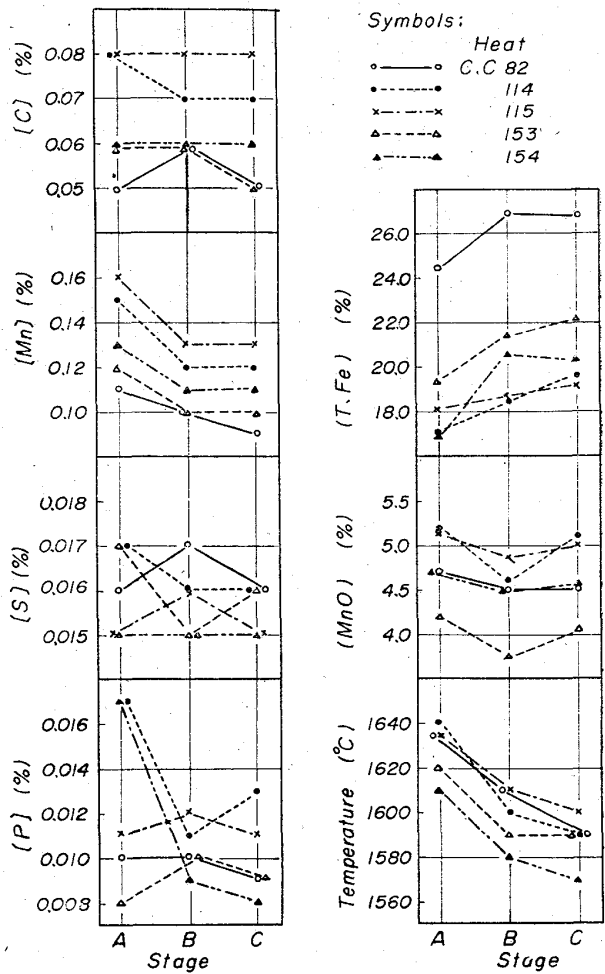 Symbols:
Heat
C.C 82
114
115
153
154
[C] (%)
0.08
0.07
0.06
0.05
[Mn] (%)
0.16
0.14
0.12
0.10
[S] (%)
0.018
0.017
0.016
0.015
[P] (%)
0.016
0.014
0.012
0.010
0.008
A B C
Stage
(T.Fe) (%)
26.0
24.0
22.0
20.0
18.0
(MnO) (%)
5.5
5.0
4.5
4.0
Temperature (°C)
1640
1620
1600
1580
1560
A B C
Stage